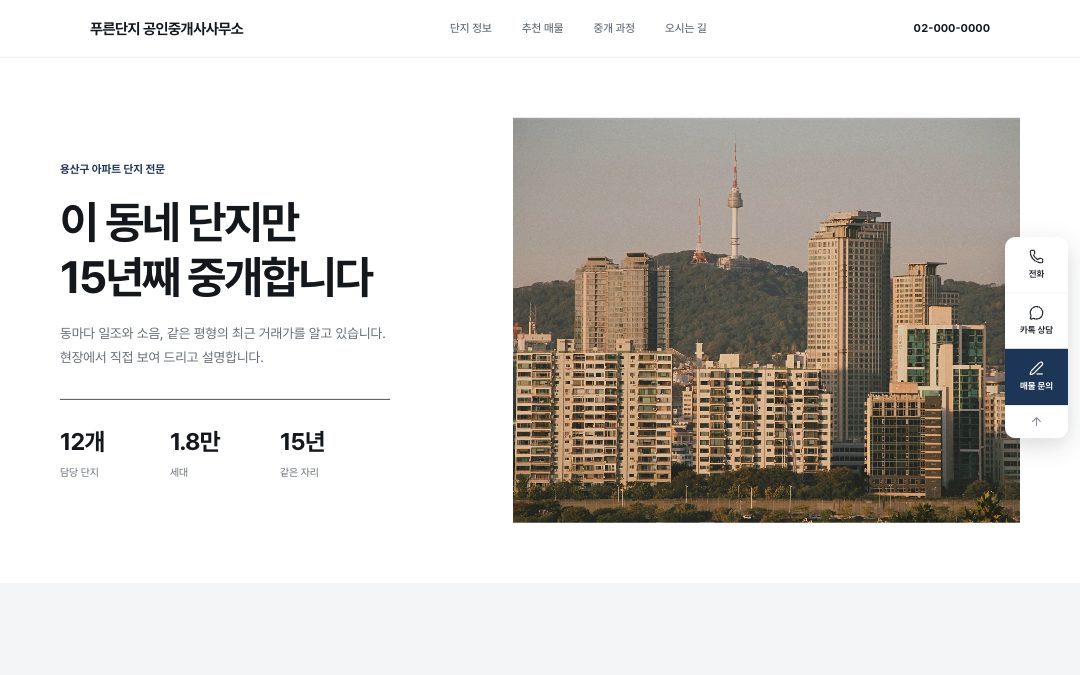 푸른단지 공인중개사사무소
단지 정보
추천 매물
중개 과정
오시는 길
02-000-0000
용산구 아파트 단지 전문
이 동네 단지만
15년째 중개합니다
동마다 일조와 소음, 같은 평형의 최근 거래가를 알고 있습니다.
현장에서 직접 보여 드리고 설명합니다.
12개
담당 단지
1.8만
세대
15년
같은 자리
전화
카톡 상담
매물 문의